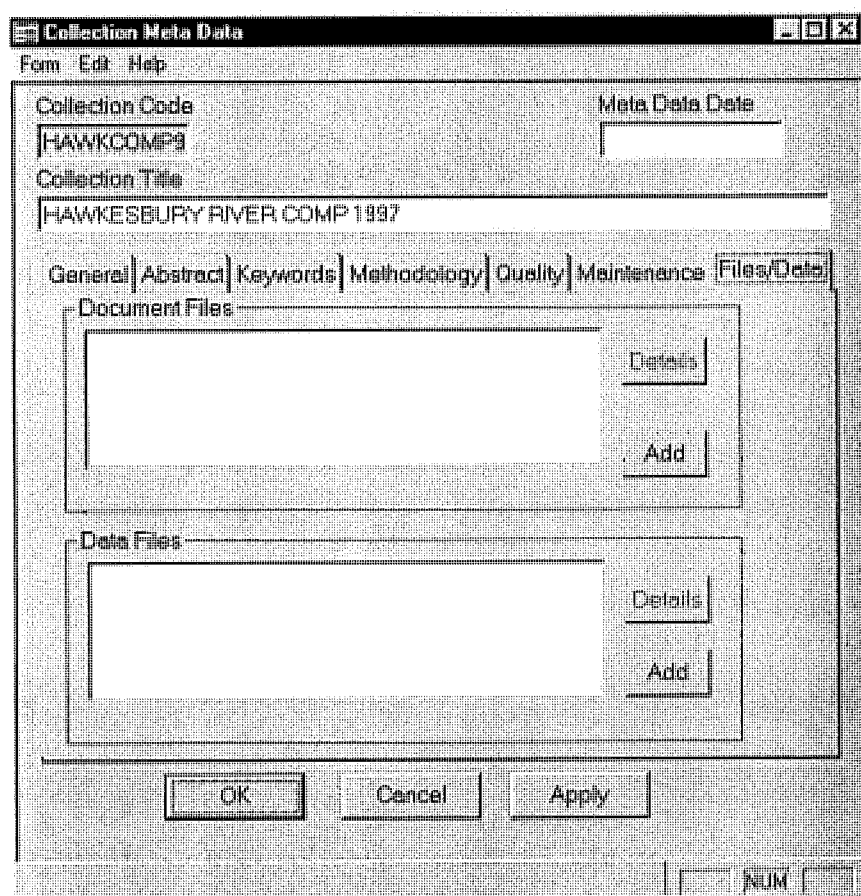 Collection Meta Data
Form Edit Help
Collection Code
Meta Data Date
HAWKCOMP9
Collection Title
HAWKESBURY RIVER COMP 1997
General Abstract Keywords Methodology Quality Maintenance Files/Data
Document Files
Details
Add
Data Files
Details
Add
OK Cancel Apply
NUM